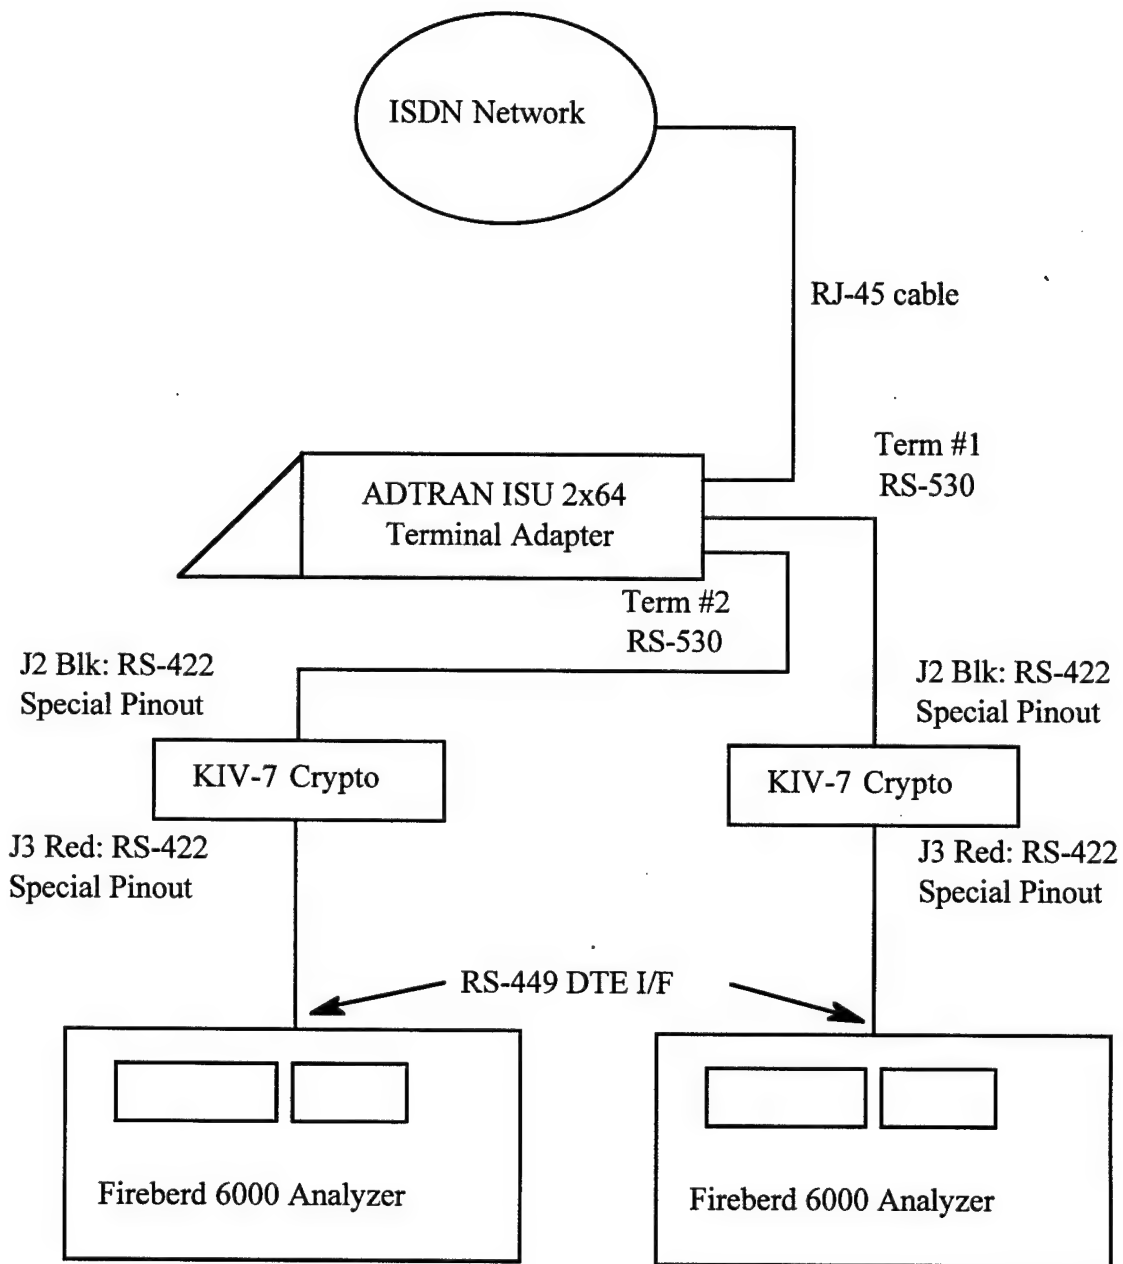 ISDN Network
RJ-45 cable
Term #1
RS-530
ADTRAN ISU 2x64
Terminal Adapter
Term #2
RS-530
J2 Blk: RS-422
Special Pinout
J2 Blk: RS-422
Special Pinout
KIV-7 Crypto
KIV-7 Crypto
J3 Red: RS-422
Special Pinout
J3 Red: RS-422
Special Pinout
RS-449 DTE I/F
Fireberd 6000 Analyzer
Fireberd 6000 Analyzer